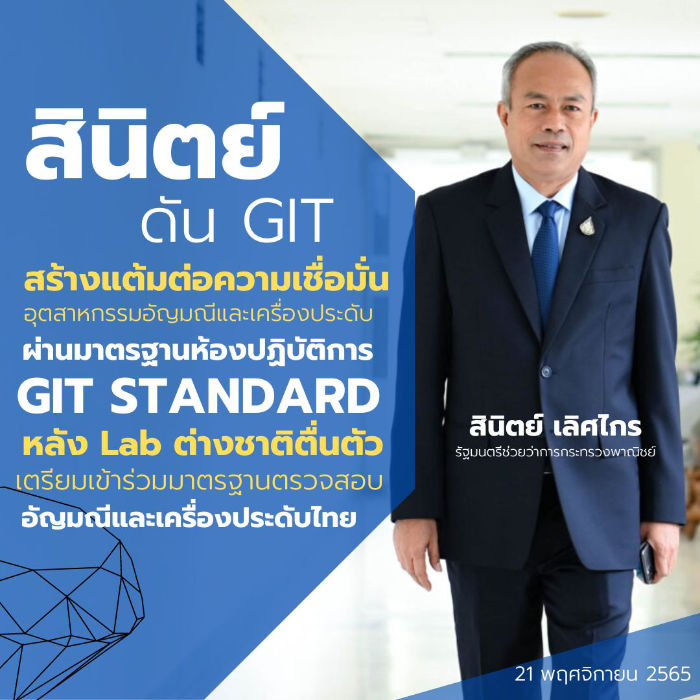 สินิตย์
ดัน GIT
สร้างแต้มต่อความเชื่อมั่น
อุตสาหกรรมอัญมณีและเครื่องประดับ
ผ่านมาตรฐานห้องปฏิบัติการ
GIT STANDARD
หลัง Lab ต่างชาติตื่นตัว
เตรียมเข้าร่วมมาตรฐานตรวจสอบ
อัญมณีและเครื่องประดับไทย
สินิตย์ เลิศไกร
รัฐมนตรีช่วยว่าการกระทรวงพาณิชย์
21 พฤศจิกายน 2565